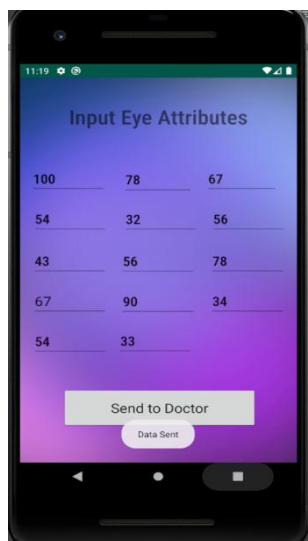 11:19
Input Eye Attributes
100 78 67
54 32 56
43 56 78
67 90 34
54 33
Send to Doctor
Data Sent